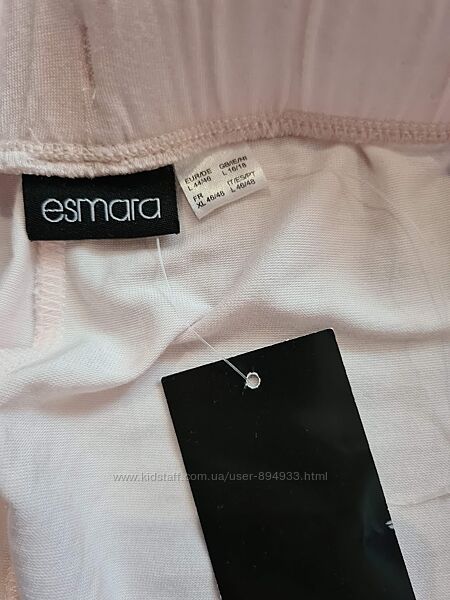 esmara
EUR/DE GB/IE/NI
L 44/46 L 16/18
FR IT/ES/PT
XL 46/48 L 46/48
www.kidstaff.com.ua/user-894933.html